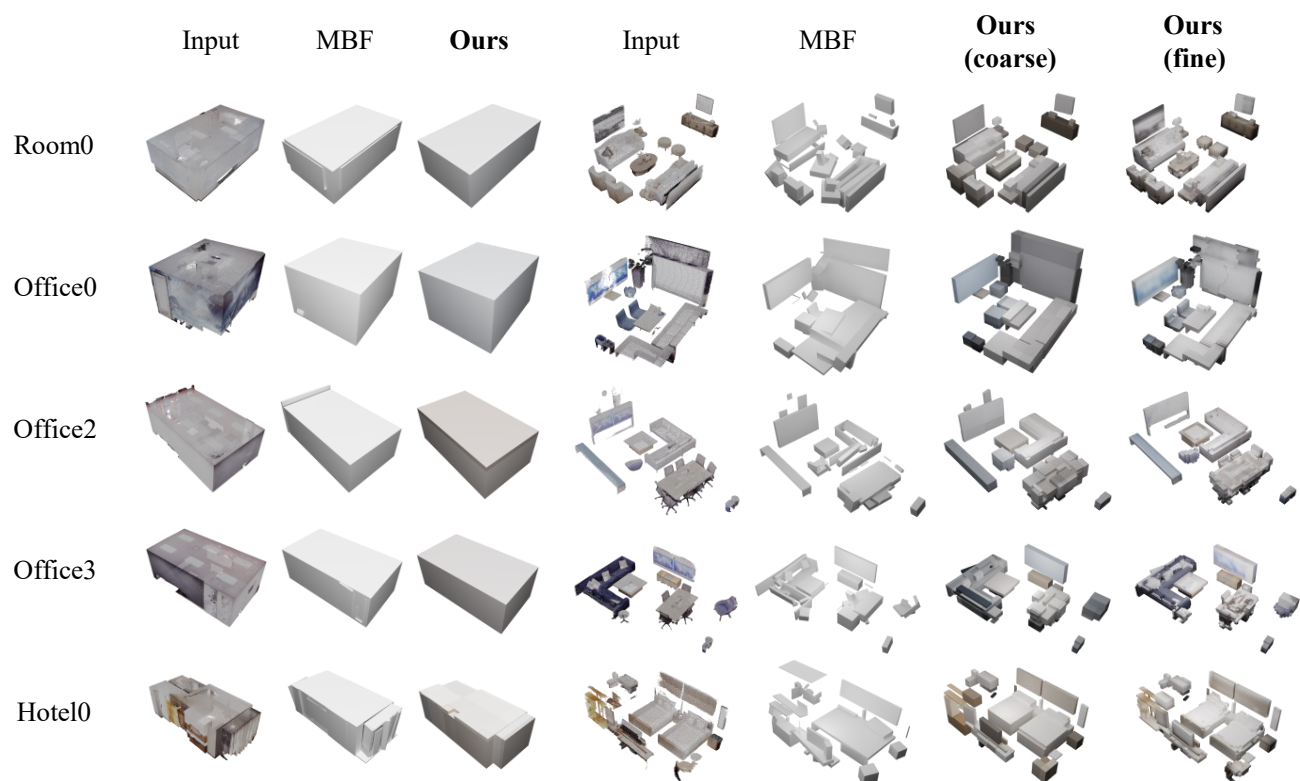 Input MBF Ours Input MBF Ours (coarse) Ours (fine)
Room0
Office0
Office2
Office3
Hotel0